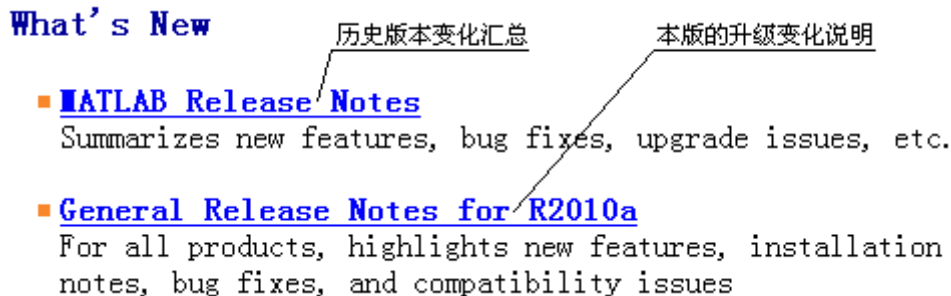 What's New
历史版本变化汇总
本版的升级变化说明
MATLAB Release Notes
Summarizes new features, bug fixes, upgrade issues, etc.
General Release Notes for R2010a
For all products, highlights new features, installation
notes, bug fixes, and compatibility issues